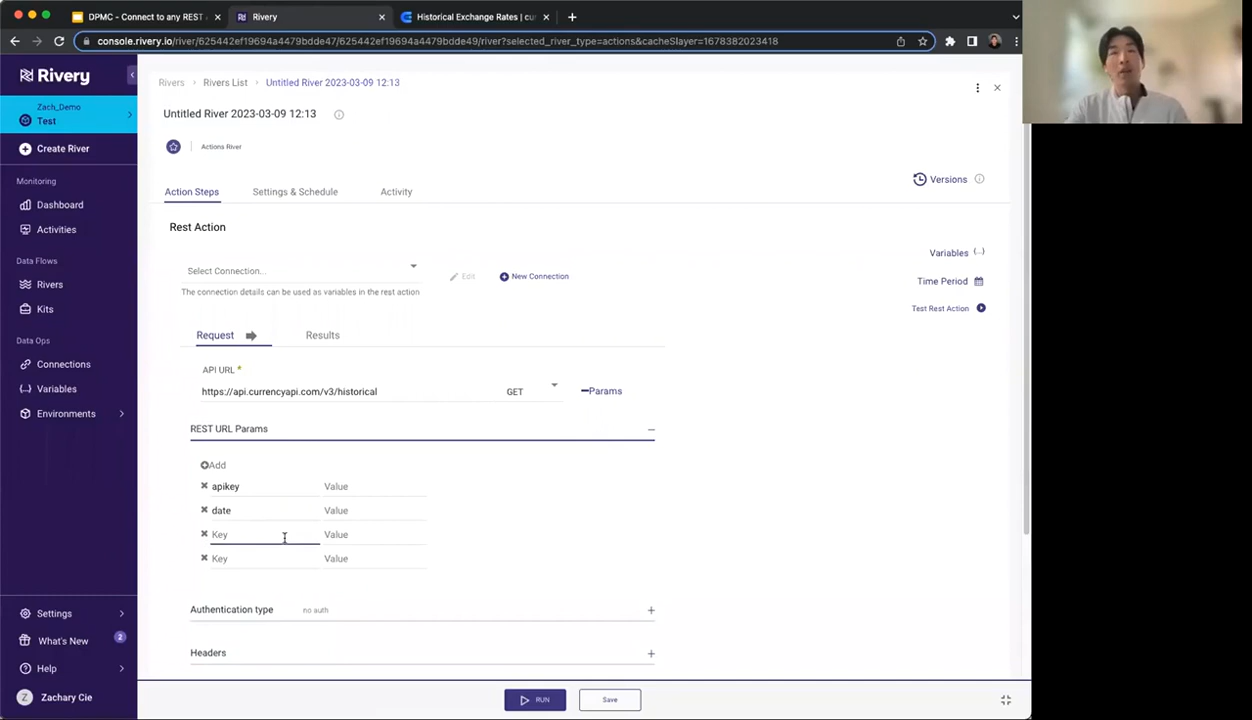 DPMC - Connect to any REST
Rivery
Historical Exchange Rates | cu
console.rivery.io/river/625442ef19694a4479bdde47/625442ef19694a4479bdde49/river?selected_river_type=actions&cacheSlayer=1678382023418
Rivery
Zach_Demo
Test
Create River
Monitoring
Dashboard
Activities
Data Flows
Rivers
Kits
Data Ops
Connections
Variables
Environments
Settings
What's New
2
Help
Z
Zachary Cie
Rivers > Rivers List > Untitled River 2023-03-09 12:13
Untitled River 2023-03-09 12:13
Actions River
Action Steps Settings & Schedule Activity
Versions
Rest Action
Variables
Select Connection...
Edit
New Connection
Time Period
The connection details can be used as variables in the rest action
Test Rest Action
Request Results
API URL *
https://api.currencyapi.com/v3/historical GET Params
REST URL Params
Add
apikey Value
date Value
Key Value
Key Value
Authentication type no auth
Headers
RUN Save